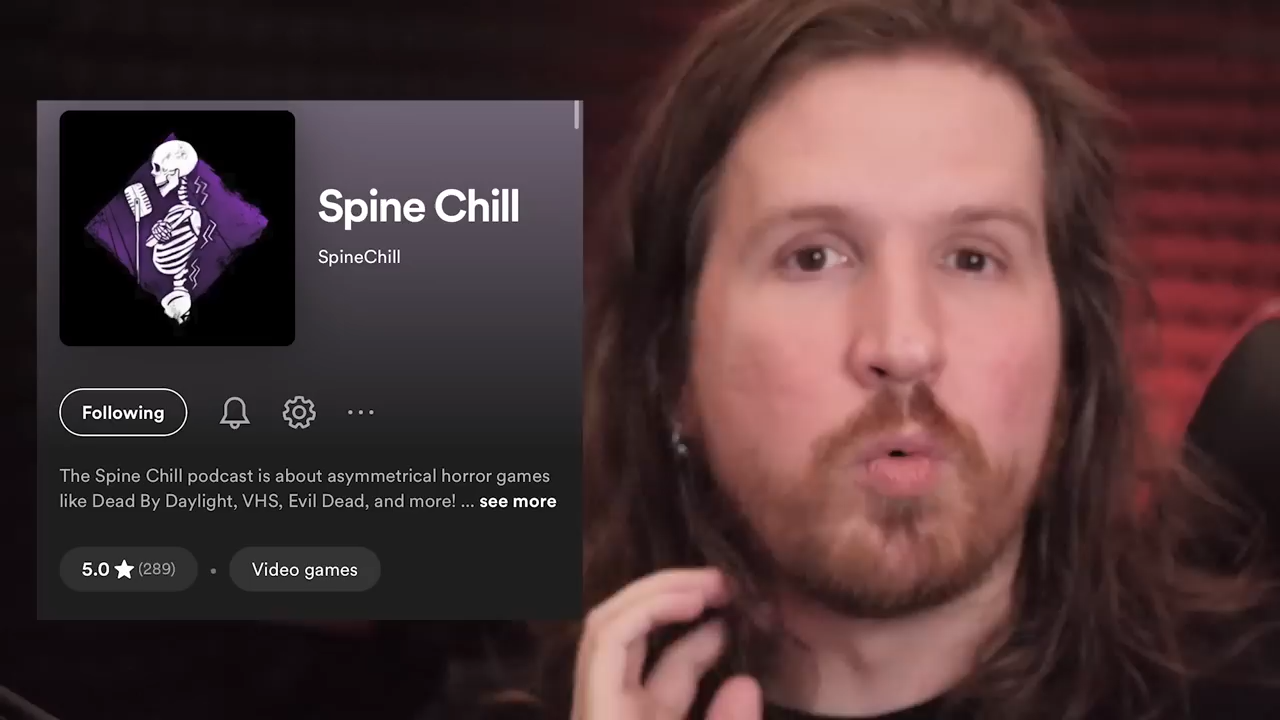 Spine Chill
SpineChill
Following
The Spine Chill podcast is about asymmetrical horror games
like Dead By Daylight, VHS, Evil Dead, and more! ... see more
5.0 ★ (289) • Video games